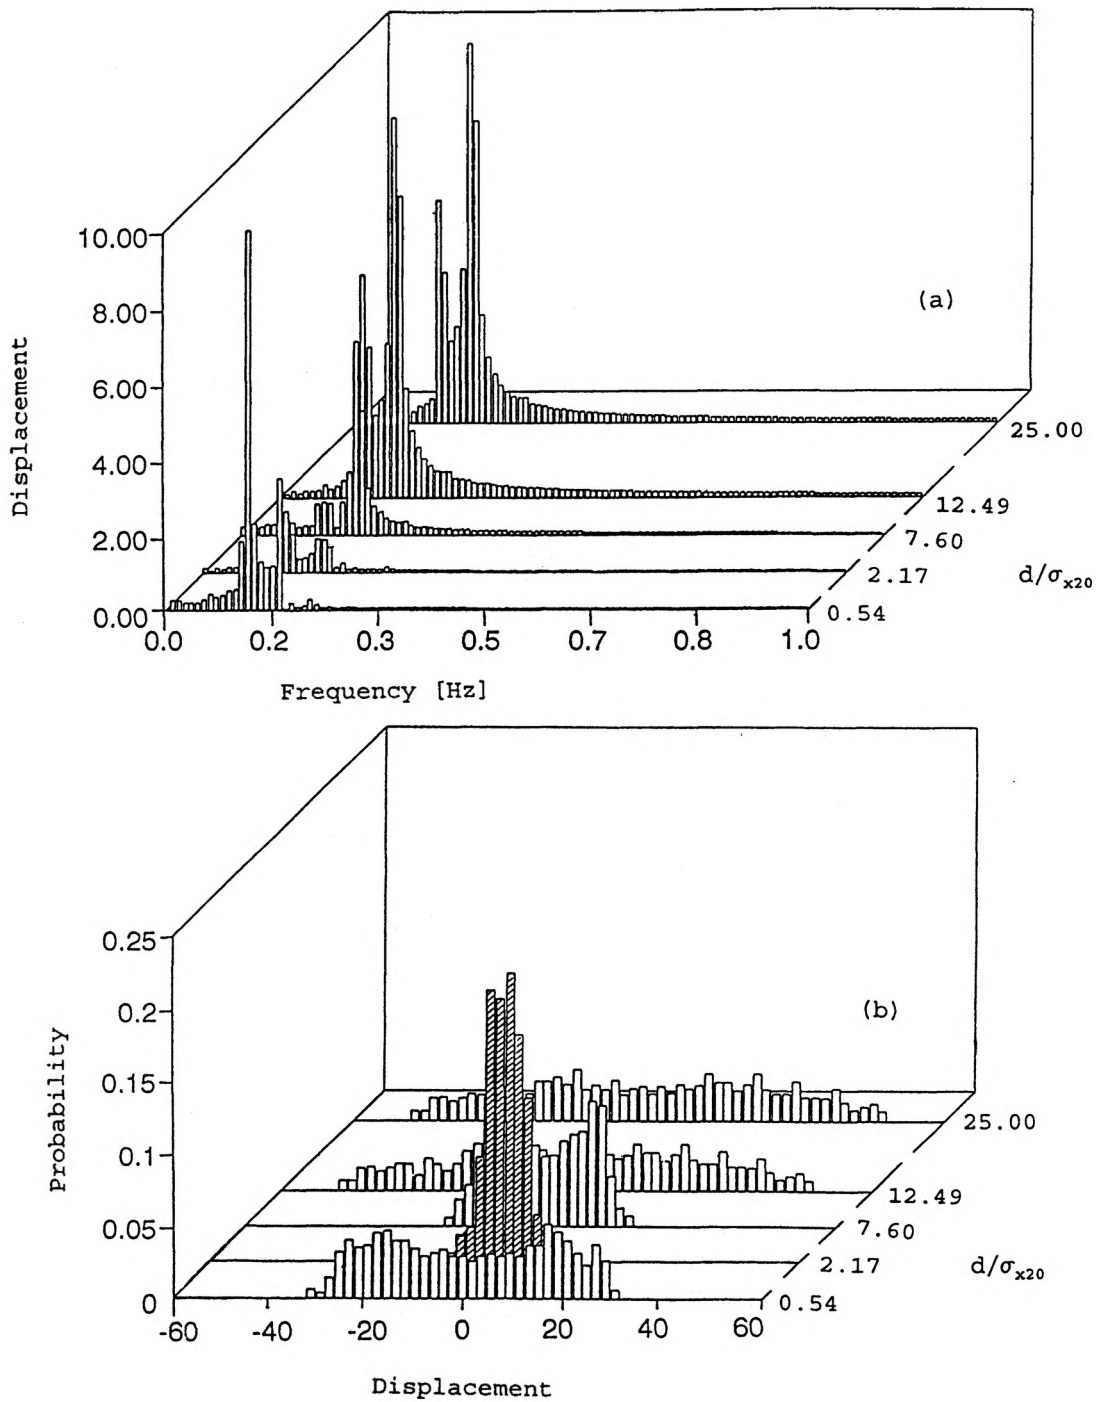 (a)
10.00
8.00
6.00
4.00
2.00
0.00
Displacement
0.0 0.2 0.3 0.5 0.7 0.8 1.0
Frequency [Hz]
25.00
12.49
7.60
2.17
0.54
d/σx20
(b)
0.25
0.2
0.15
0.1
0.05
0
Probability
-60 -40 -20 0 20 40 60
Displacement
25.00
12.49
7.60
2.17
0.54
d/σx20